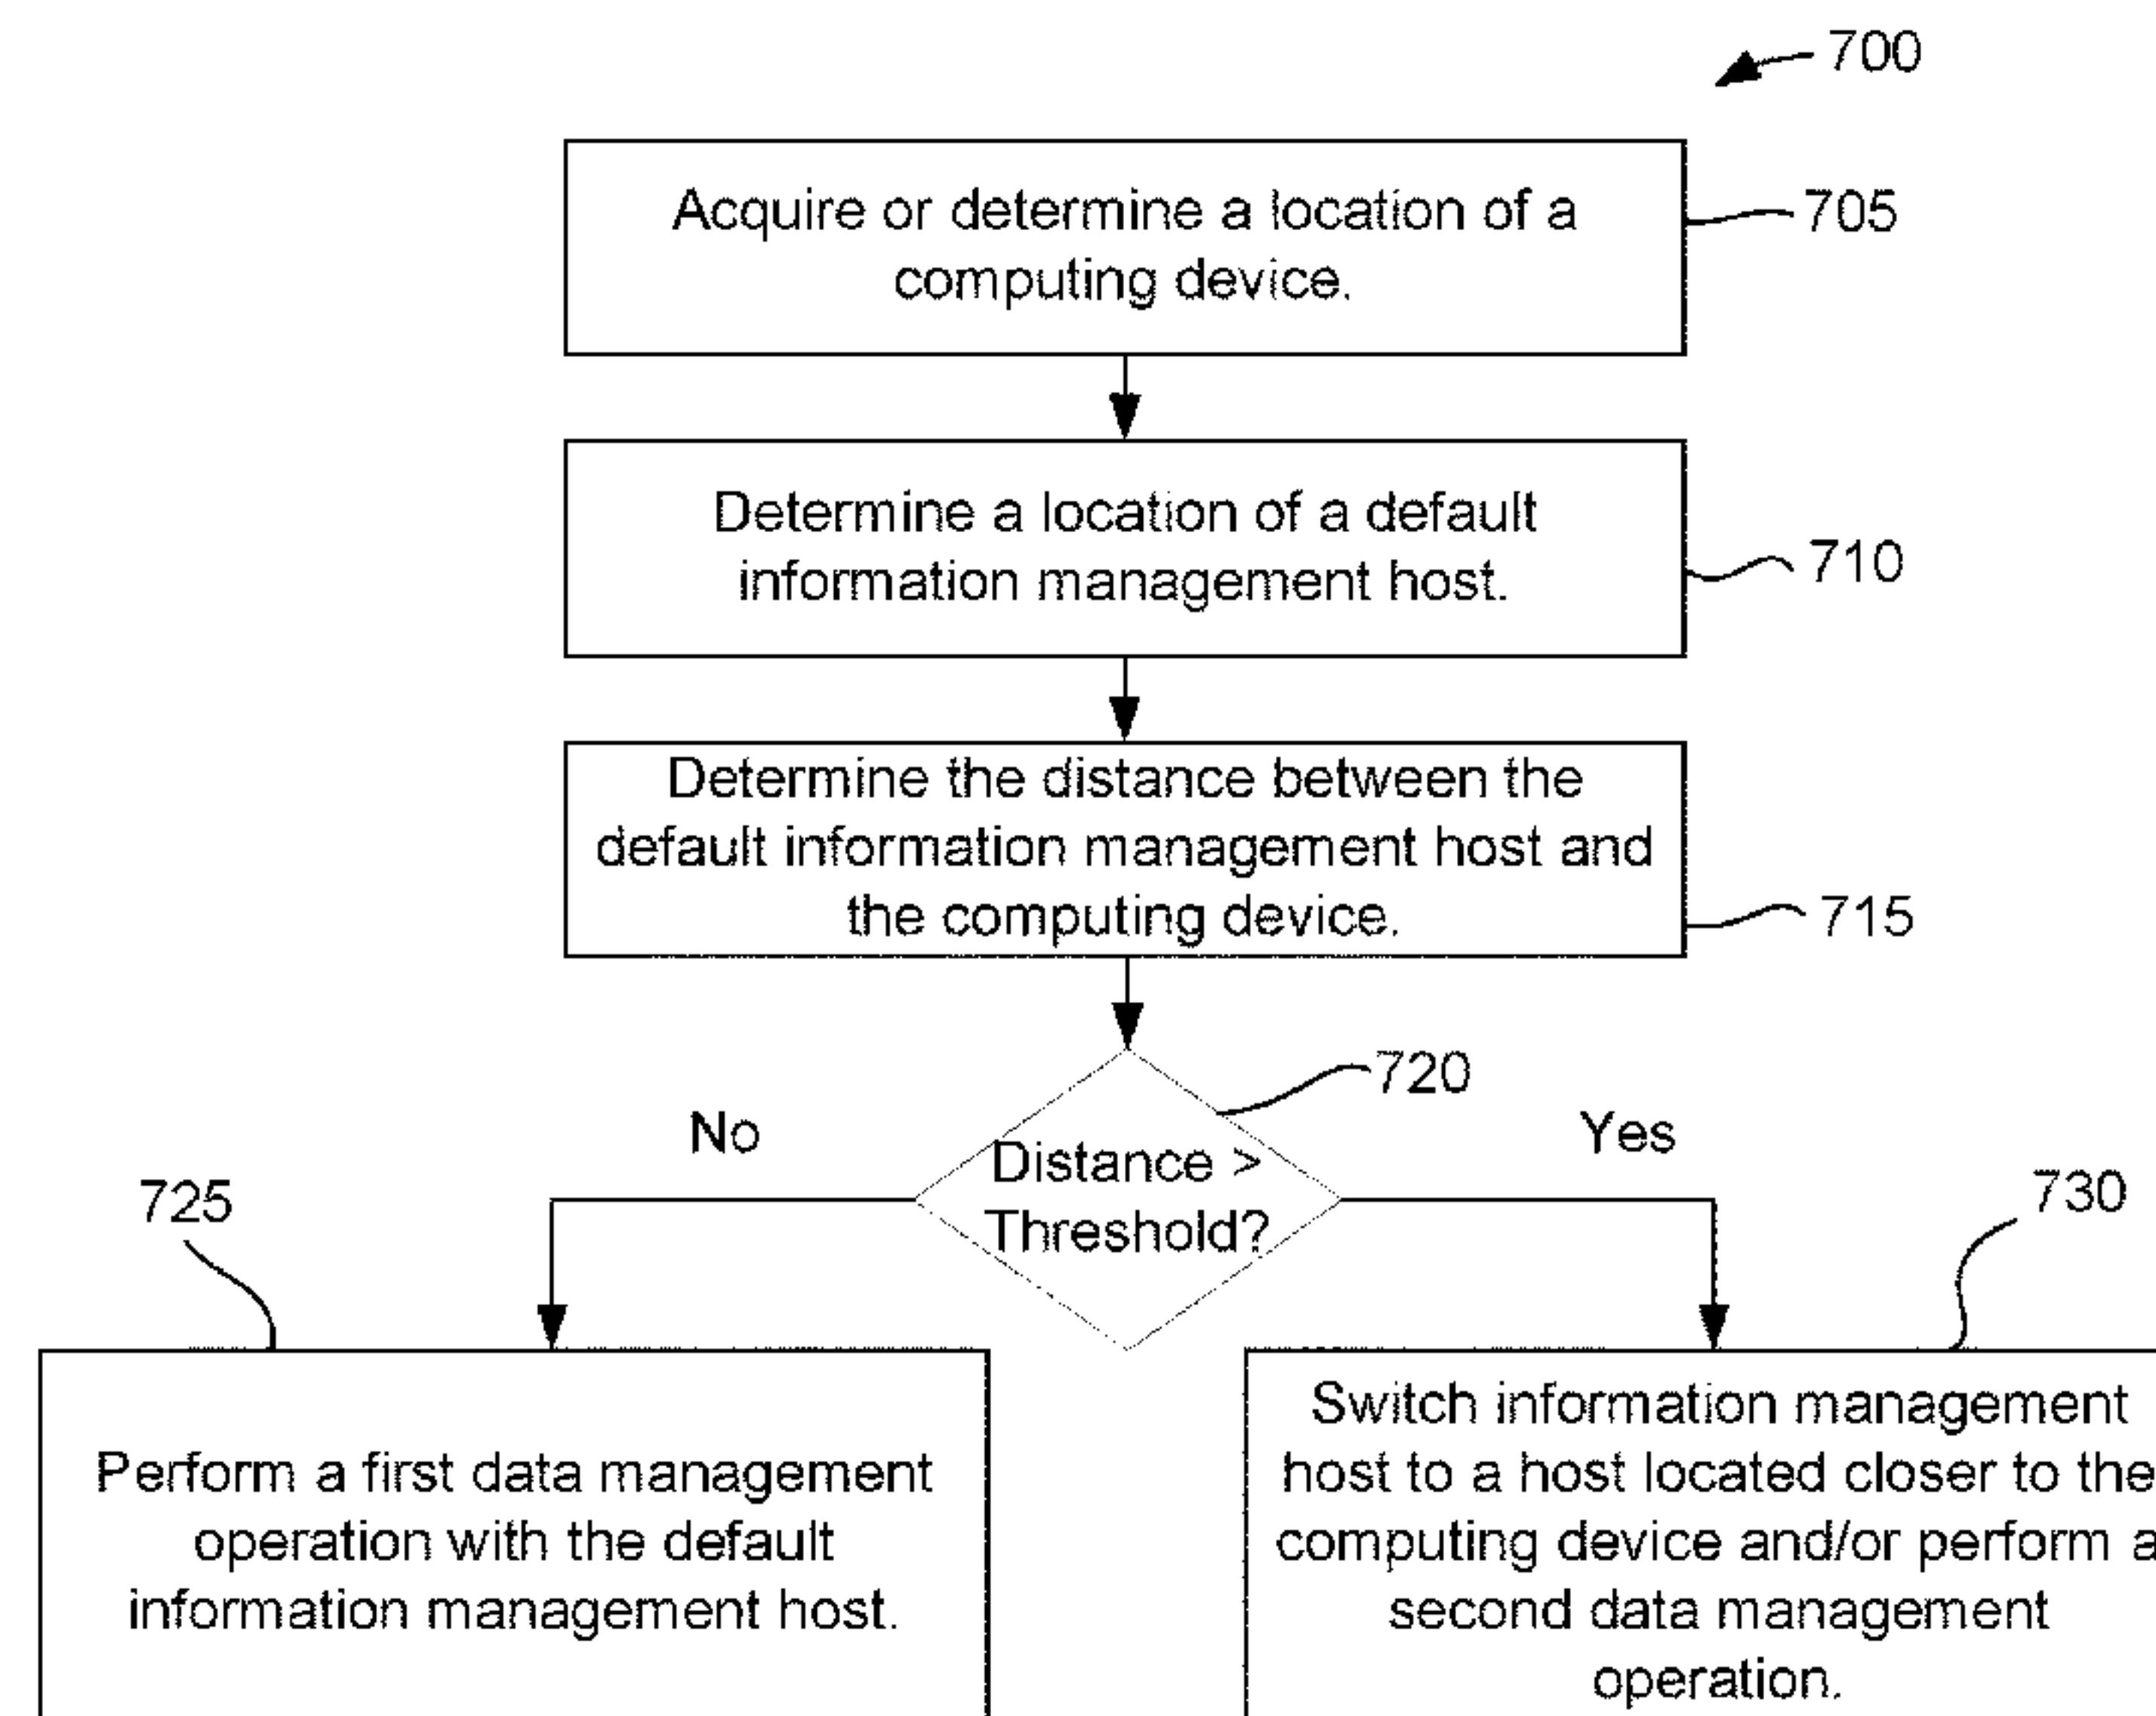 700
Acquire or determine a location of a
computing device.
705
Determine a location of a default
information management host.
710
Determine the distance between the
default information management host and
the computing device.
715
720
Distance >
Threshold?
No
Yes
725
730
Perform a first data management
operation with the default
information management host.
Switch information management
host to a host located closer to the
computing device and/or perform a
second data management
operation.